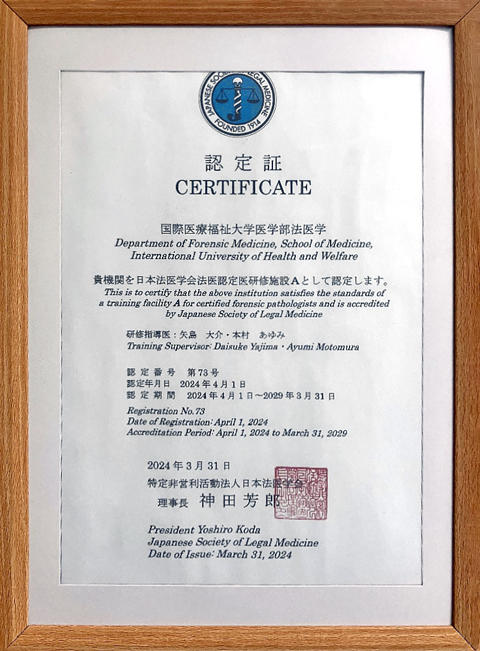 JAPANESE SOCIETY OF LEGAL MEDICINE
FOUNDED 1914
認定証
CERTIFICATE
国際医療福祉大学医学部法医学
Department of Forensic Medicine, School of Medicine,
International University of Health and Welfare
貴機関を日本法医学会法医認定医研修施設Aとして認定します。
This is to certify that the above institution satisfies the standards of
a training facility A for certified forensic pathologists and is accredited
by Japanese Society of Legal Medicine
研修指導医：矢島 大介・本村 あゆみ
Training Supervisor: Daisuke Yajima・Ayumi Motomura
認定番号 第73号
認定年月日 2024年4月1日
認定期間 2024年4月1日～2029年3月31日
Registration No.73
Date of Registration: April 1, 2024
Accreditation Period: April 1, 2024 to March 31, 2029
2024年3月31日
特定非営利活動法人日本法医学会
理事長 神田芳郎
President Yoshiro Koda
Japanese Society of Legal Medicine
Date of Issue: March 31, 2024